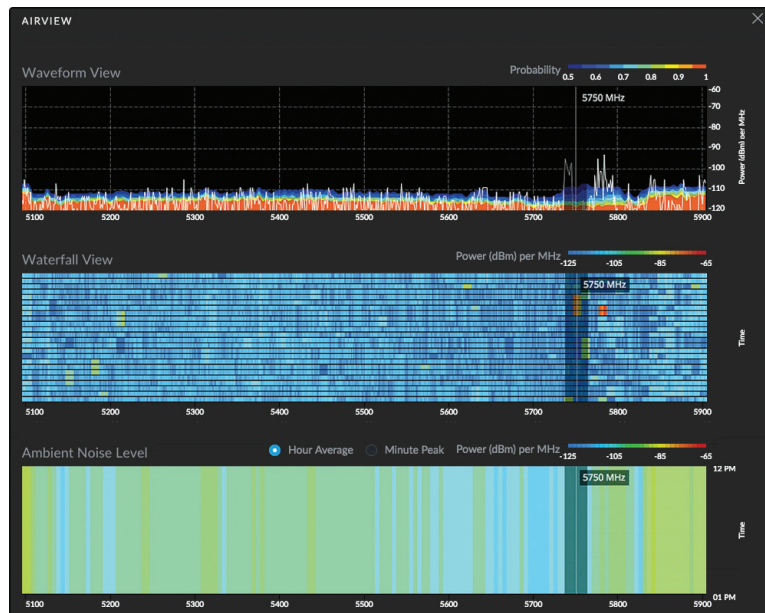 AIRVIEW
Waveform View
Probability
0.5 0.6 0.7 0.8 0.9 1
5750 MHz
-60
-70
-80
-90
-100
-110
-120
Power (dBm) per MHz
5100 5200 5300 5400 5500 5600 5700 5800 5900
Waterfall View
Power (dBm) per MHz
-125 -105 -85 -65
5750 MHz
Time
5100 5200 5300 5400 5500 5600 5700 5800 5900
Ambient Noise Level
Hour Average Minute Peak Power (dBm) per MHz
-125 -105 -85 -65
5750 MHz
12 PM
Time
01 PM
5100 5200 5300 5400 5500 5600 5700 5800 5900